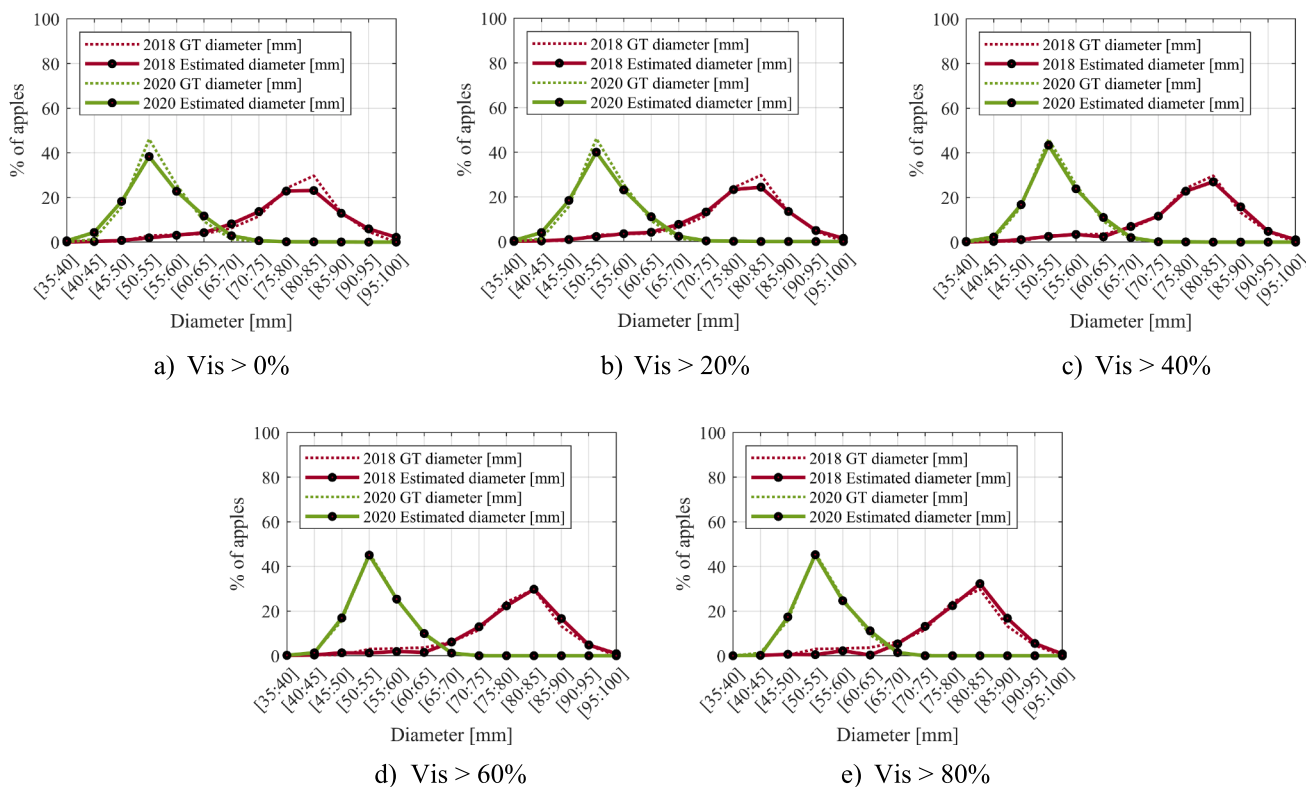 100
80
60
40
20
0
% of apples
2018 GT diameter [mm]
2018 Estimated diameter [mm]
2020 GT diameter [mm]
2020 Estimated diameter [mm]
[35:40]
[40:45]
[45:50]
[50:55]
[55:60]
[60:65]
[65:70]
[70:75]
[75:80]
[80:85]
[85:90]
[90:95]
[95:100]
Diameter [mm]
a) Vis > 0%
100
80
60
40
20
0
% of apples
2018 GT diameter [mm]
2018 Estimated diameter [mm]
2020 GT diameter [mm]
2020 Estimated diameter [mm]
[35:40]
[40:45]
[45:50]
[50:55]
[55:60]
[60:65]
[65:70]
[70:75]
[75:80]
[80:85]
[85:90]
[90:95]
[95:100]
Diameter [mm]
b) Vis > 20%
100
80
60
40
20
0
% of apples
2018 GT diameter [mm]
2018 Estimated diameter [mm]
2020 GT diameter [mm]
2020 Estimated diameter [mm]
[35:40]
[40:45]
[45:50]
[50:55]
[55:60]
[60:65]
[65:70]
[70:75]
[75:80]
[80:85]
[85:90]
[90:95]
[95:100]
Diameter [mm]
c) Vis > 40%
100
80
60
40
20
0
% of apples
2018 GT diameter [mm]
2018 Estimated diameter [mm]
2020 GT diameter [mm]
2020 Estimated diameter [mm]
[35:40]
[40:45]
[45:50]
[50:55]
[55:60]
[60:65]
[65:70]
[70:75]
[75:80]
[80:85]
[85:90]
[90:95]
[95:100]
Diameter [mm]
d) Vis > 60%
100
80
60
40
20
0
% of apples
2018 GT diameter [mm]
2018 Estimated diameter [mm]
2020 GT diameter [mm]
2020 Estimated diameter [mm]
[35:40]
[40:45]
[45:50]
[50:55]
[55:60]
[60:65]
[65:70]
[70:75]
[75:80]
[80:85]
[85:90]
[90:95]
[95:100]
Diameter [mm]
e) Vis > 80%